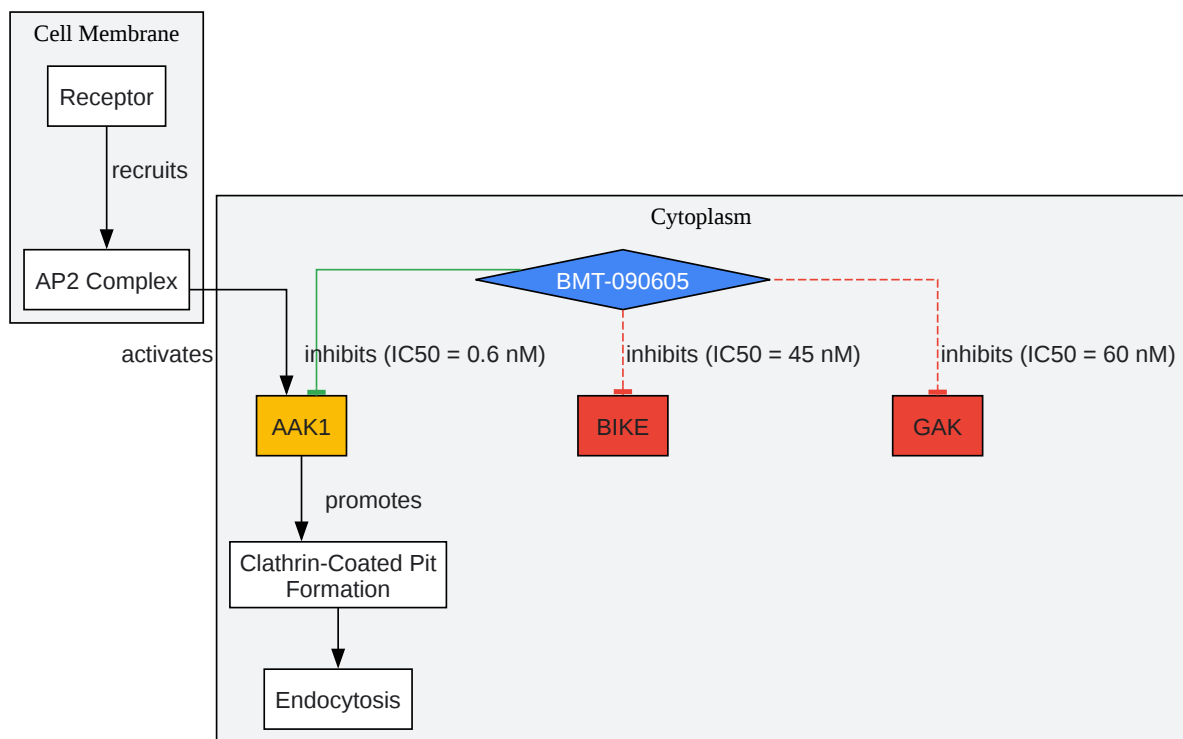 Cell Membrane
Receptor
recruits
AP2 Complex
activates
Cytoplasm
BMT-090605
inhibits (IC50 = 0.6 nM)
inhibits (IC50 = 45 nM)
inhibits (IC50 = 60 nM)
AAK1
BIKE
GAK
promotes
Clathrin-Coated Pit
Formation
Endocytosis